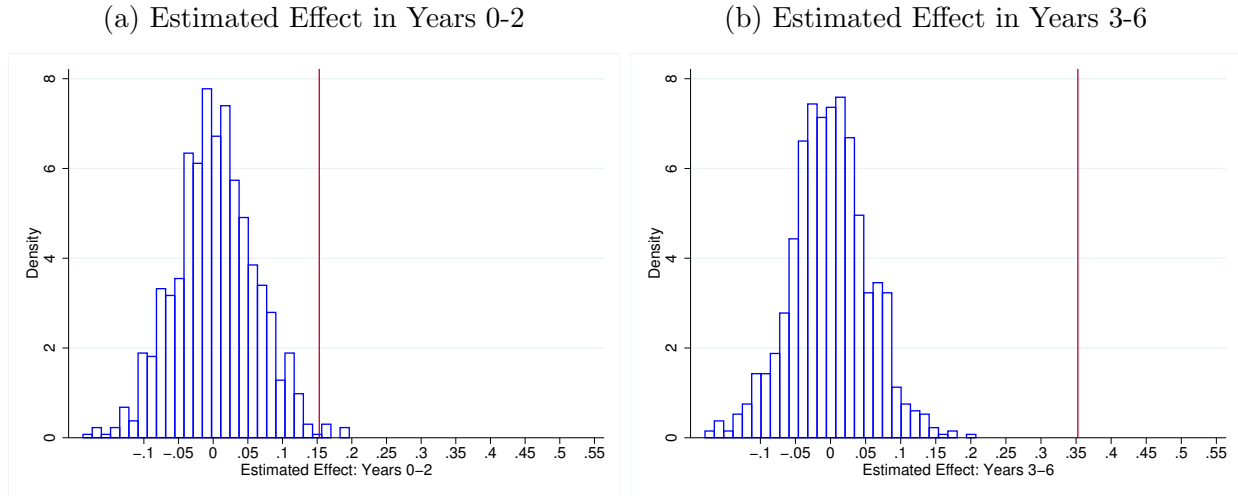 (a) Estimated Effect in Years 0-2
8
6
4
2
0
Density
−.1 −.05 0 .05 .1 .15 .2 .25 .3 .35 .4 .45 .5 .55
Estimated Effect: Years 0−2
(b) Estimated Effect in Years 3-6
8
6
4
2
0
Density
−.1 −.05 0 .05 .1 .15 .2 .25 .3 .35 .4 .45 .5 .55
Estimated Effect: Years 3−6